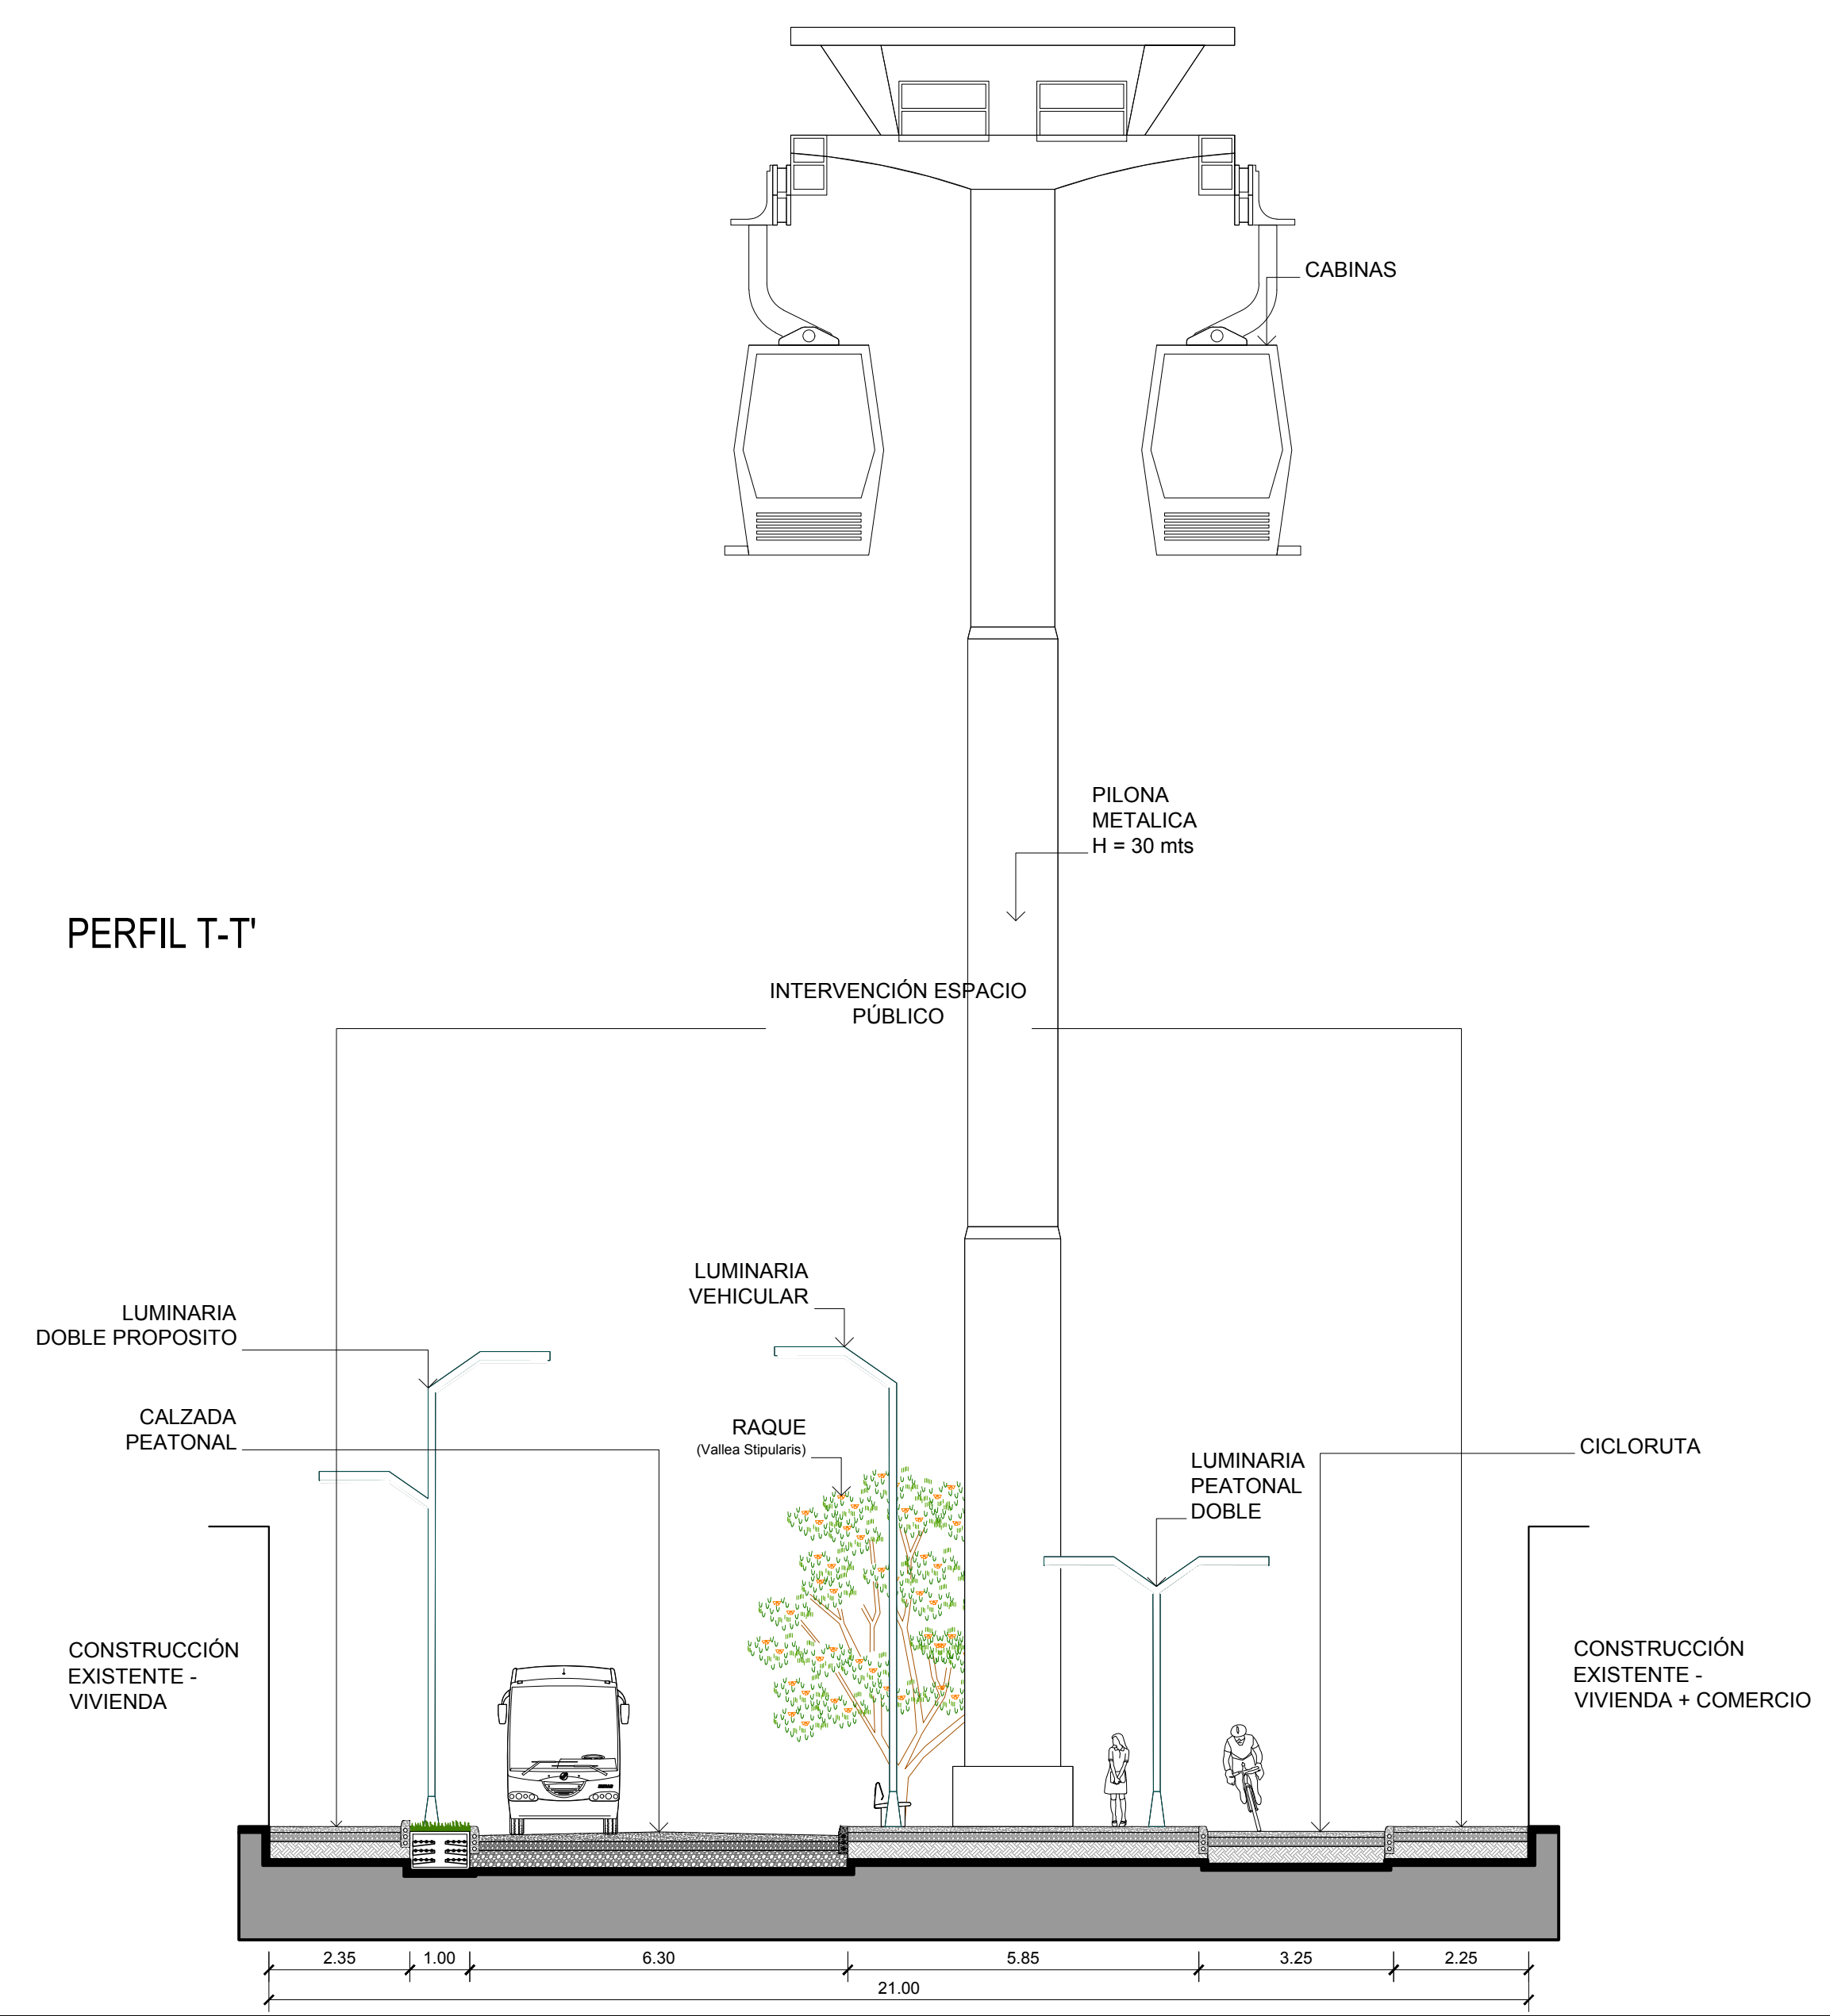 CABINAS
PILONA
METALICA
H = 30 mts
PERFIL T-T'
INTERVENCIÓN ESPACIO
PÚBLICO
LUMINARIA
VEHICULAR
LUMINARIA
DOBLE PROPOSITO
CALZADA
PEATONAL
RAQUE
(Vallea Stipularis)
LUMINARIA
PEATONAL
DOBLE
CICLORUTA
CONSTRUCCIÓN
EXISTENTE -
VIVIENDA
CONSTRUCCIÓN
EXISTENTE -
VIVIENDA + COMERCIO
2.35
1.00
6.30
5.85
3.25
2.25
21.00